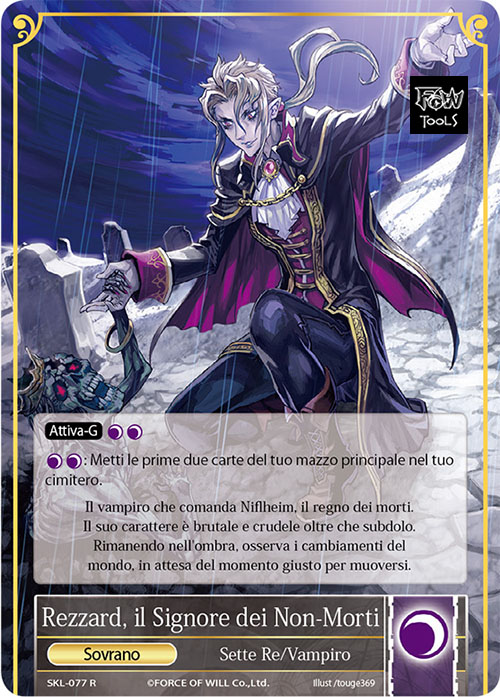 FOW
TOOLS
Attiva-G
: Metti le prime due carte del tuo mazzo principale nel tuo
cimitero.
Il vampiro che comanda Niflheim, il regno dei morti.
Il suo carattere è brutale e crudele oltre che subdolo.
Rimanendo nell'ombra, osserva i cambiamenti del
mondo, in attesa del momento giusto per muoversi.
Rezzard, il Signore dei Non-Morti
Sovrano Sette Re/Vampiro
SKL-077 R ©FORCE OF WILL Co.,Ltd. Illust /touge369